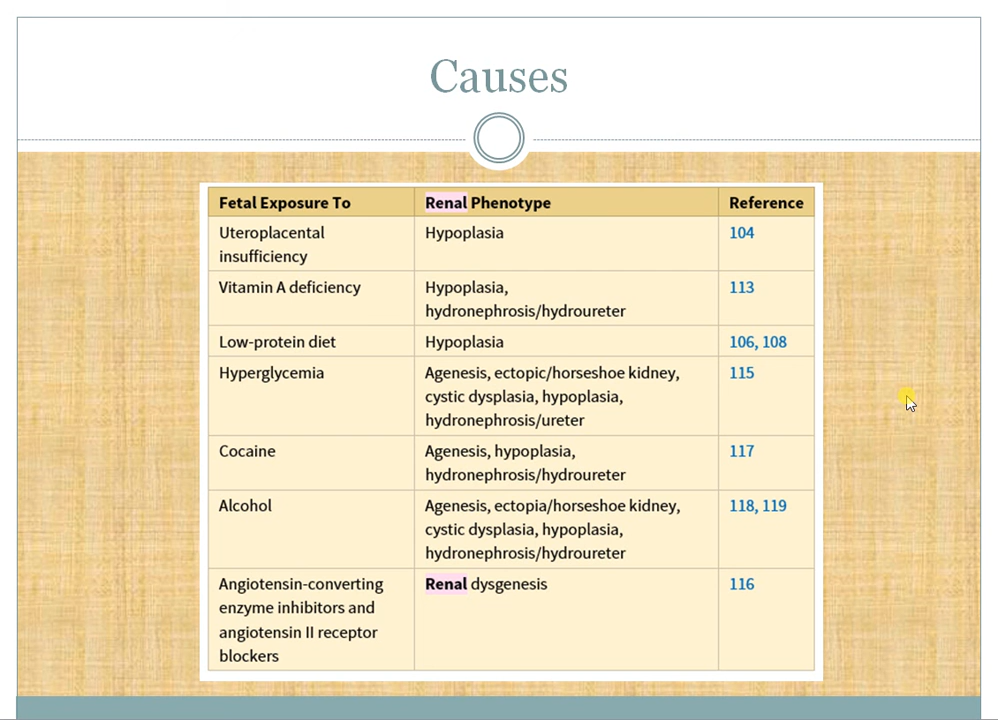 Causes
Fetal Exposure To Renal Phenotype Reference
Uteroplacental insufficiency Hypoplasia 104
Vitamin A deficiency Hypoplasia, hydronephrosis/hydroureter 113
Low-protein diet Hypoplasia 106, 108
Hyperglycemia Agenesis, ectopic/horseshoe kidney, cystic dysplasia, hypoplasia, hydronephrosis/ureter 115
Cocaine Agenesis, hypoplasia, hydronephrosis/hydroureter 117
Alcohol Agenesis, ectopia/horseshoe kidney, cystic dysplasia, hypoplasia, hydronephrosis/hydroureter 118, 119
Angiotensin-converting enzyme inhibitors and angiotensin II receptor blockers Renal dysgenesis 116